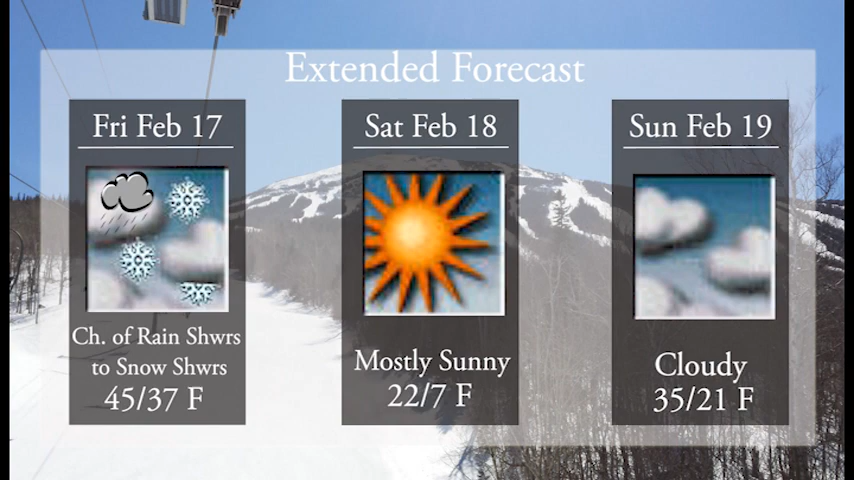 Extended Forecast
Fri Feb 17
Ch. of Rain Shwrs
to Snow Shwrs
45/37 F
Sat Feb 18
Mostly Sunny
22/7 F
Sun Feb 19
Cloudy
35/21 F